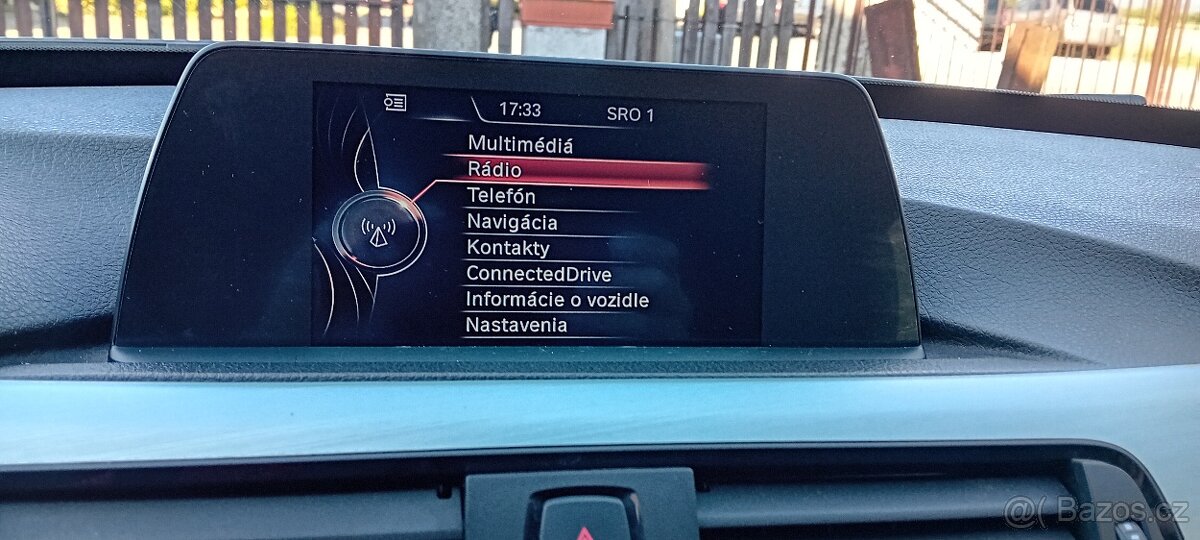 17:33 SRO 1
Multimédiá
Rádio
Telefón
Navigácia
Kontakty
ConnectedDrive
Informácie o vozidle
Nastavenia
@( Bazos.cz